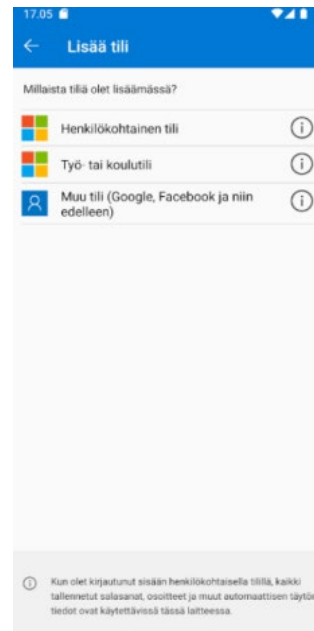 17.05
Lisää tili
Millaista tiliä olet lisäämässä?
Henkilökohtainen tili
Työ- tai koulutili
Muu tili (Google, Facebook ja niin
edelleen)
Kun olet kirjautunut sisään henkilökohtaisella tilillä, kaikki
tallennetut salasanat, osoitteet ja muut automaattisen täytön
tiedot ovat käytettävissä tässä laitteessa.